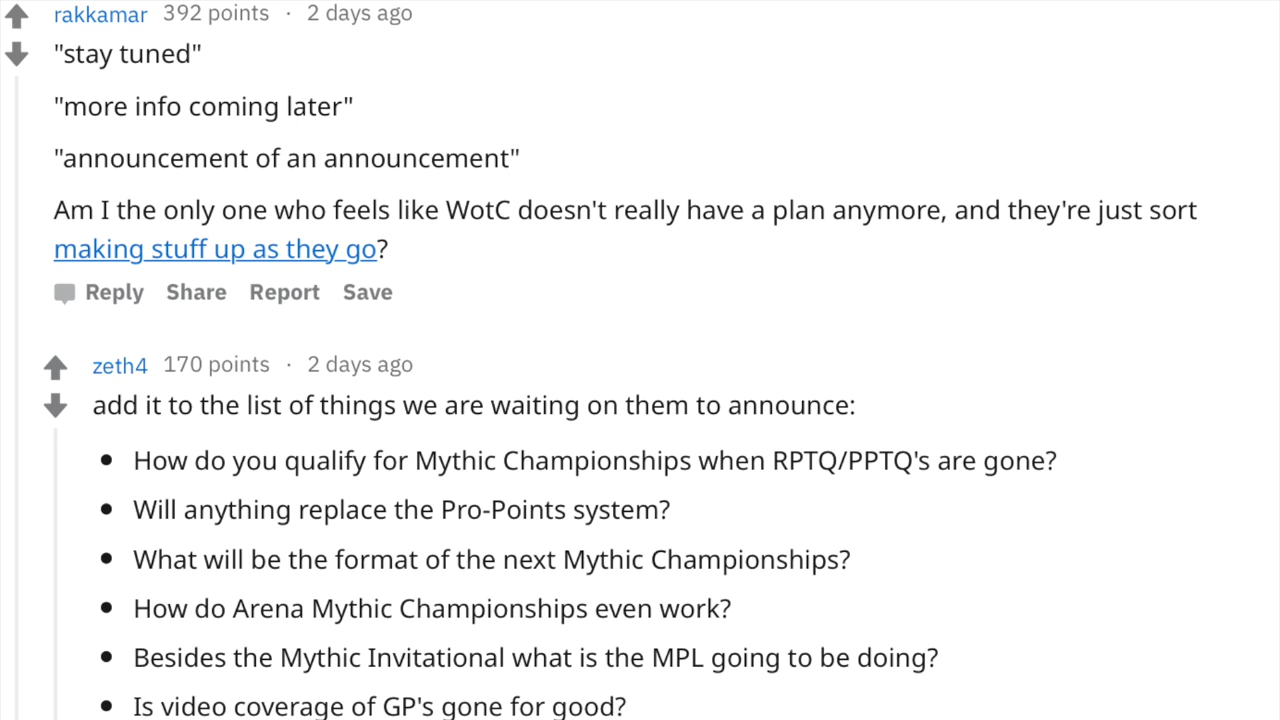 rakkamar 392 points · 2 days ago
"stay tuned"
"more info coming later"
"announcement of an announcement"
Am I the only one who feels like WotC doesn't really have a plan anymore, and they're just sort
making stuff up as they go?
Reply Share Report Save
zeth4 170 points · 2 days ago
add it to the list of things we are waiting on them to announce:
• How do you qualify for Mythic Championships when RPTQ/PPTQ's are gone?
• Will anything replace the Pro-Points system?
• What will be the format of the next Mythic Championships?
• How do Arena Mythic Championships even work?
• Besides the Mythic Invitational what is the MPL going to be doing?
• Is video coverage of GP's gone for good?